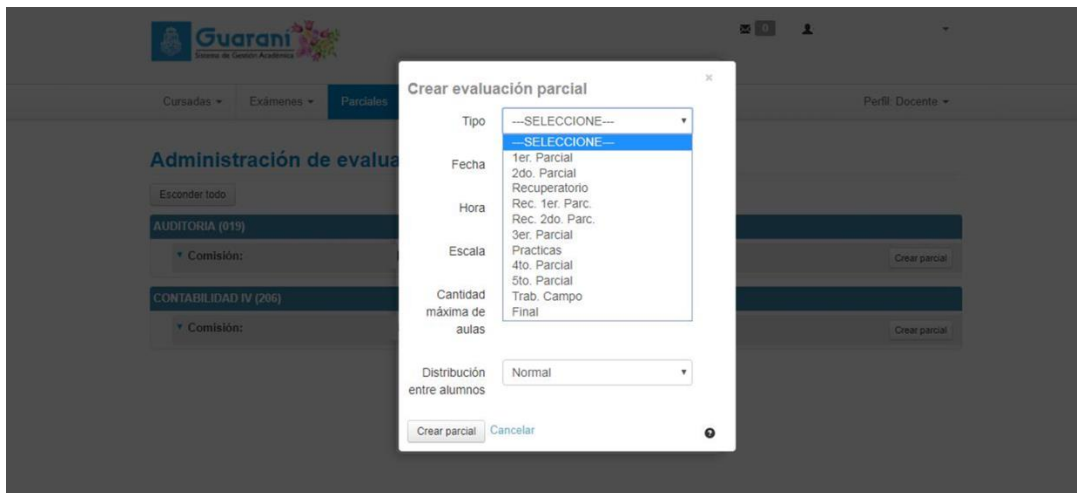 Guaraní
Sistema de Gestión Académica
0
Cursadas
Exámenes
Parciales
Perfil: Docente
Administración de evalua
Esconder todo
AUDITORIA (019)
Comisión:
Crear parcial
CONTABILIDAD IV (206)
Comisión:
Crear parcial
Crear evaluación parcial
×
Tipo
---SELECCIONE---
---SELECCIONE---
1er. Parcial
2do. Parcial
Recuperatorio
Rec. 1er. Parc.
Rec. 2do. Parc.
3er. Parcial
Practicas
4to. Parcial
5to. Parcial
Trab. Campo
Final
Fecha
Hora
Escala
Cantidad
máxima de
aulas
Distribución
entre alumnos
Normal
Crear parcial
Cancelar